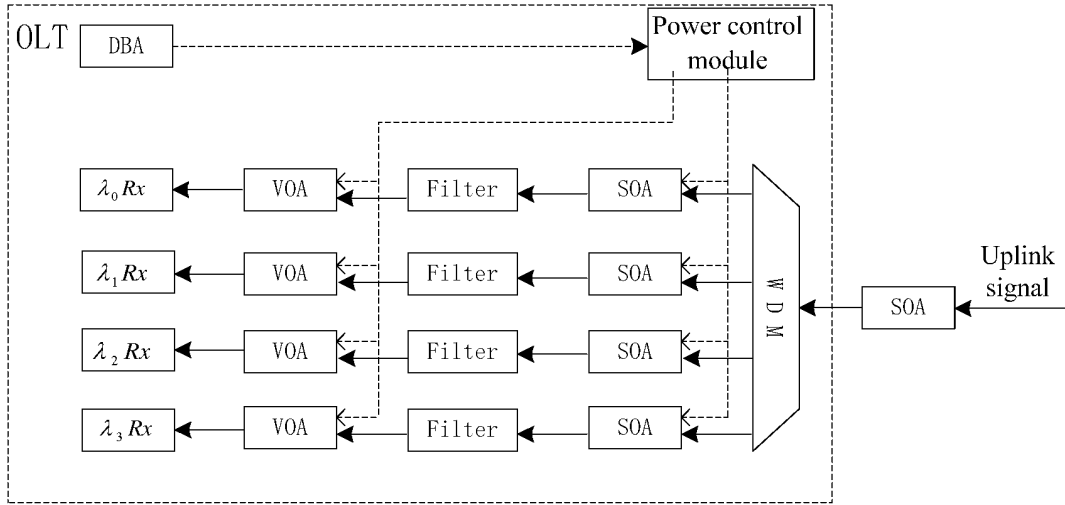 OLT
DBA
Power control
module
λ0 Rx
VOA
Filter
SOA
λ1 Rx
VOA
Filter
SOA
λ2 Rx
VOA
Filter
SOA
λ3 Rx
VOA
Filter
SOA
WDM
SOA
Uplink
signal